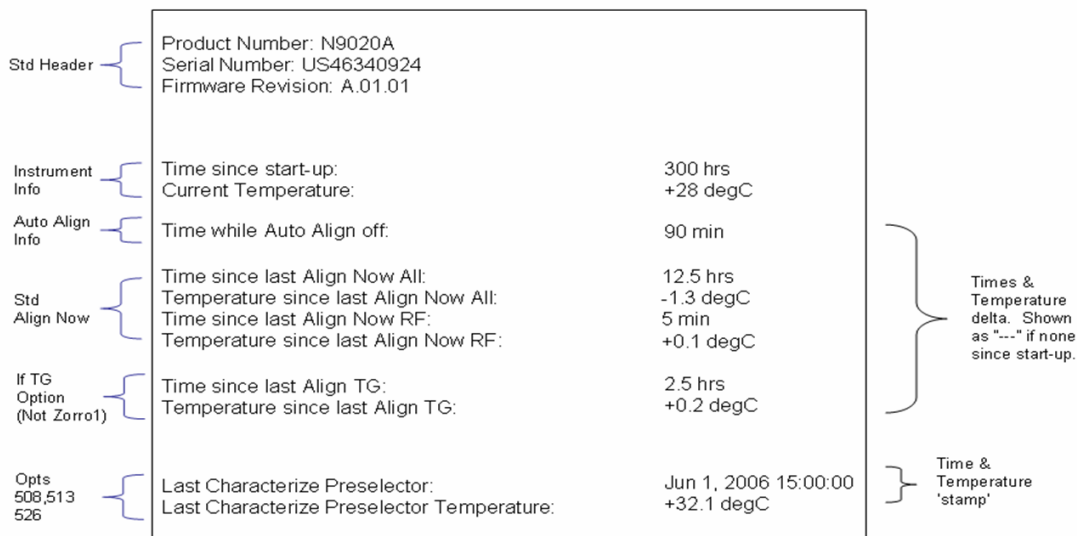 Std Header
Product Number: N9020A
Serial Number: US46340924
Firmware Revision: A.01.01
Instrument
Info
Time since start-up: 300 hrs
Current Temperature: +28 degC
Auto Align
Info
Time while Auto Align off: 90 min
Std
Align Now
Time since last Align Now All: 12.5 hrs
Temperature since last Align Now All: -1.3 degC
Time since last Align Now RF: 5 min
Temperature since last Align Now RF: +0.1 degC
Times &
Temperature
delta. Shown
as "---" if none
since start-up.
If TG
Option
(Not Zorro1)
Time since last Align TG: 2.5 hrs
Temperature since last Align TG: +0.2 degC
Opts
508,513
526
Last Characterize Preselector: Jun 1, 2006 15:00:00
Last Characterize Preselector Temperature: +32.1 degC
Time &
Temperature
'stamp'